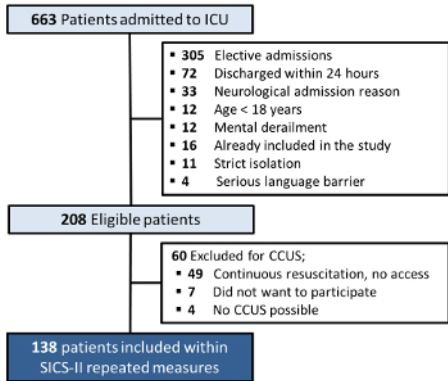 663 Patients admitted to ICU
▪ 305 Elective admissions
▪ 72 Discharged within 24 hours
▪ 33 Neurological admission reason
▪ 12 Age < 18 years
▪ 12 Mental derailment
▪ 16 Already included in the study
▪ 11 Strict isolation
▪ 4 Serious language barrier
208 Eligible patients
60 Excluded for CCUS;
▪ 49 Continuous resuscitation, no access
▪ 7 Did not want to participate
▪ 4 No CCUS possible
138 patients included within
SICS-II repeated measures